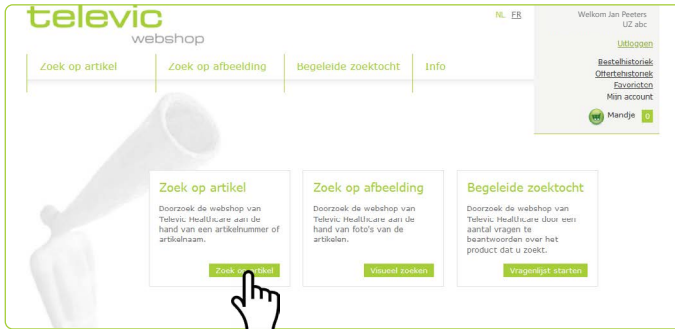 televic
webshop
NL FR
Welkom Jan Peeters
UZ abc
Uitloggen
Bestelhistoriek
Offertehistoriek
Favorieten
Mijn account
Mandje 0
Zoek op artikel
Zoek op afbeelding
Begeleide zoektocht
Info
Zoek op artikel
Doorzoek de webshop van
Televic Healthcare aan de
hand van een artikelnummer of
artikelnaam.
Zoek op artikel
Zoek op afbeelding
Doorzoek de webshop van
Televic Healthcare aan de
hand van foto's van de
artikelen.
Visueel zoeken
Begeleide zoektocht
Doorzoek de webshop van
Televic Healthcare door een
aantal vragen te
beantwoorden over het
product dat u zoekt.
Vragenlijst starten